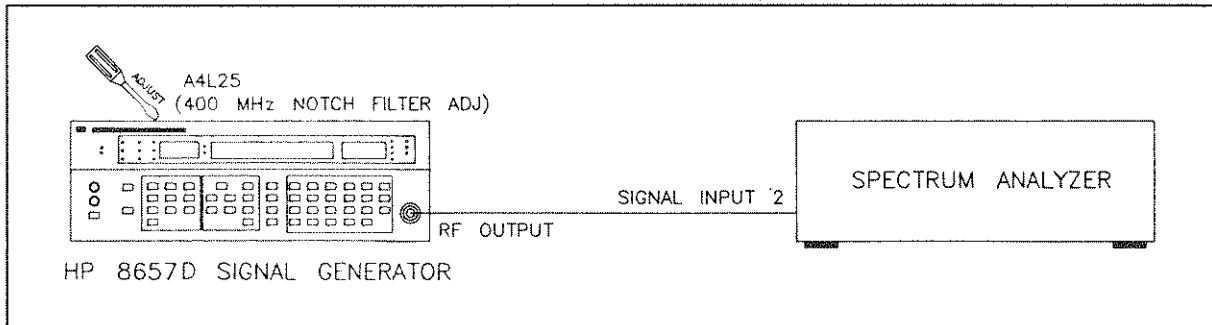 ADJUST
A4L25
(400 MHz NOTCH FILTER ADJ)
SPECTRUM ANALYZER
SIGNAL INPUT 2
RF OUTPUT
HP 8657D SIGNAL GENERATOR